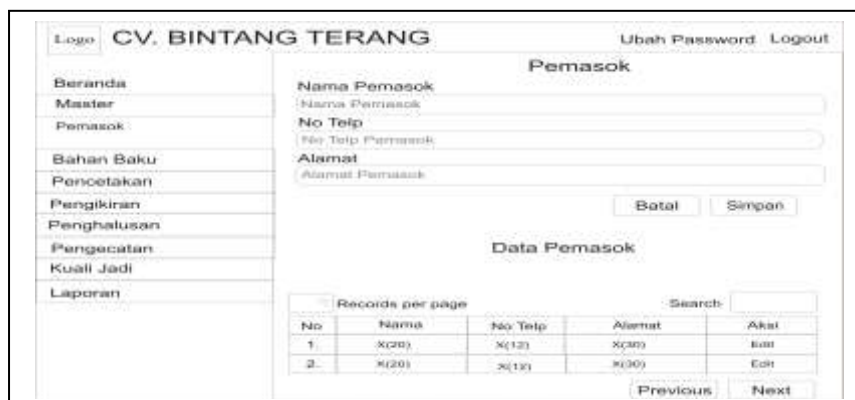 Logo CV. BINTANG TERANG Ubah Password Logout
Pemasok
Beranda
Master
Pemasok
Bahan Baku
Pencetakan
Pengikiran
Penghalusan
Pengecatan
Kuali Jadi
Laporan
Nama Pemasok
Nama Pemasok
No Telp
No Telp Pemasok
Alamat
Alamat Pemasok
Batal Simpan
Data Pemasok
Records per page Search
No Nama No Telp Alamat Aksi
1. X(20) X(12) X(30) Edit
2. X(20) X(12) X(30) Edit
Previous Next